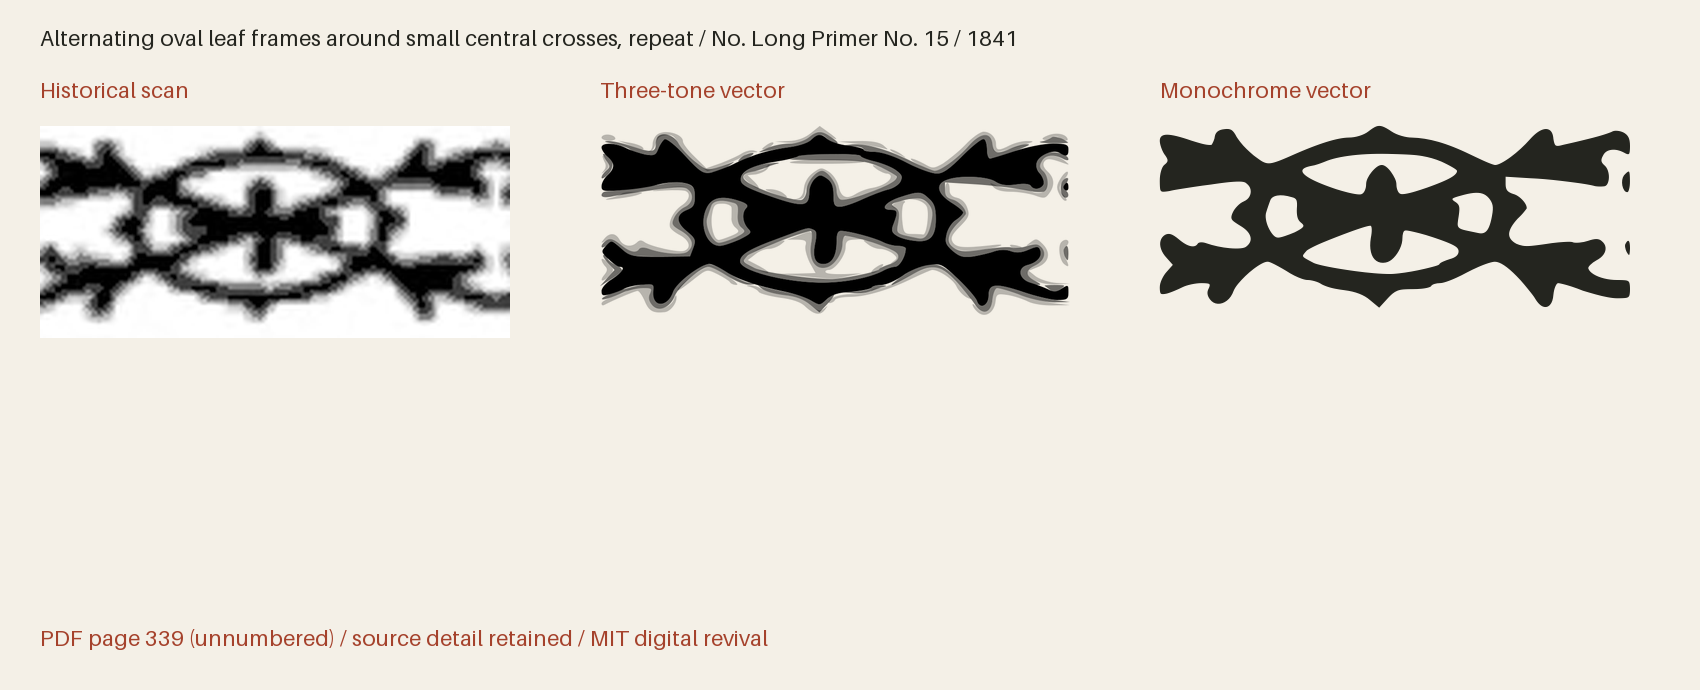 Alternating oval leaf frames around small central crosses, repeat / No. Long Primer No. 15 / 1841
Historical scan
Three-tone vector
Monochrome vector
PDF page 339 (unnumbered) / source detail retained / MIT digital revival